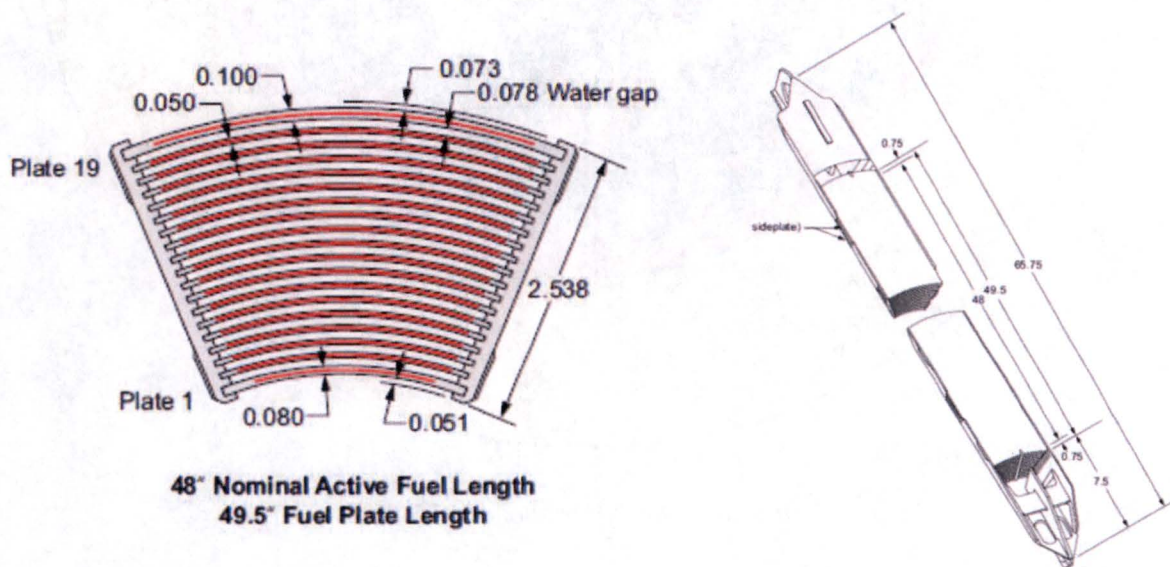 0.100
0.073
0.050
0.078 Water gap
Plate 19
2.538
Plate 1
0.080
0.051
48" Nominal Active Fuel Length
49.5" Fuel Plate Length
0.75
sideplate)
65.75
49.5
48
0.75
7.5